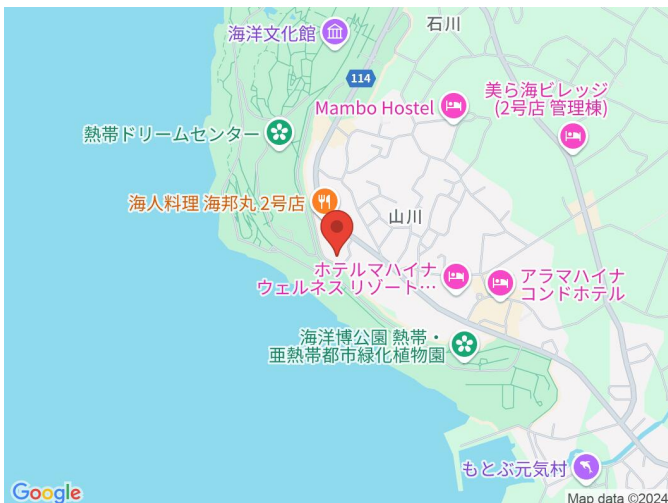 石川
海洋文化館
114
美ら海ビレッジ
(2号店 管理棟)
Mambo Hostel
熱帯ドリームセンター
海人料理 海邦丸 2号店
山川
ホテルマハイナ
ウェルネス リゾート…
アラマハイナ
コンドホテル
海洋博公園 熱帯・
亜熱帯都市緑化植物園
もとぶ元気村
Google
Map data ©2024